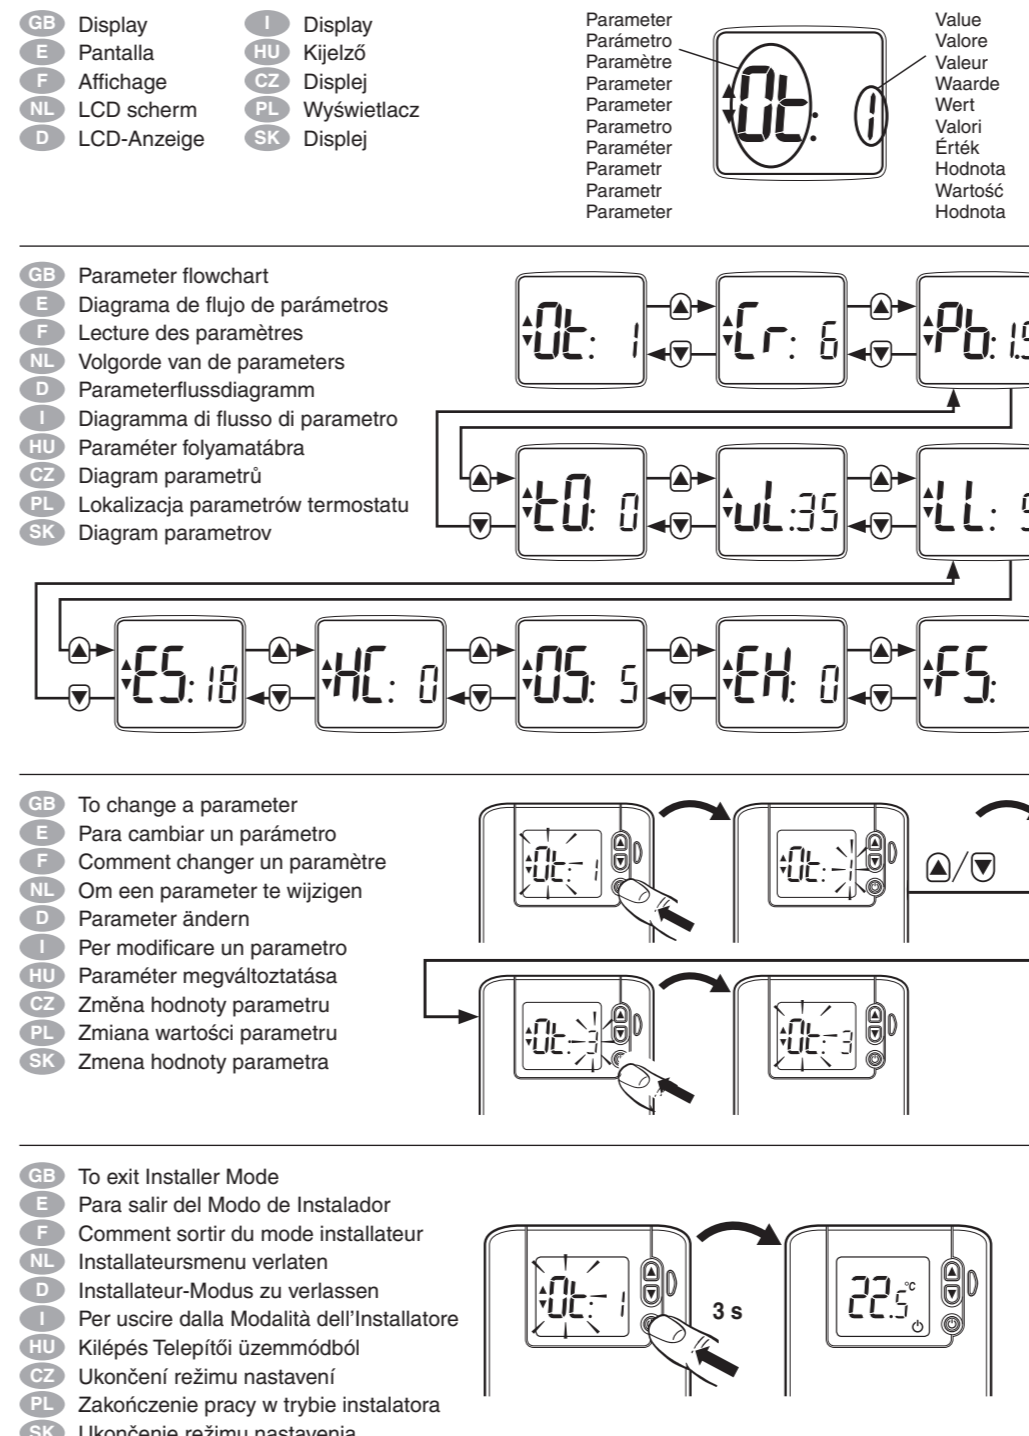 GB Display
E Pantalla
F Affichage
NL LCD scherm
D LCD-Anzeige
I Display
HU Kijelző
CZ Displej
PL Wyświetlacz
SK Displej
Parameter
Parámetro
Paramètre
Parameter
Parameter
Parametro
Paraméter
Parametr
Parametr
Parameter
Ot: 1
Value
Valore
Valeur
Waarde
Wert
Valori
Érték
Hodnota
Wartość
Hodnota
GB Parameter flowchart
E Diagrama de flujo de parámetros
F Lecture des paramètres
NL Volgorde van de parameters
D Parameterflussdiagramm
I Diagramma di flusso di parametro
HU Paraméter folyamatábra
CZ Diagram parametrů
PL Lokalizacja parametrów termostatu
SK Diagram parametrov
Ot: 1
Cr: 6
Pb:
tO: 0
uL:35
LL:
ES:18
HC: 0
OS: 5
EH: 0
FS:
GB To change a parameter
E Para cambiar un parámetro
F Comment changer un paramètre
NL Om een parameter te wijzigen
D Parameter ändern
I Per modificare un parametro
HU Paraméter megváltoztatása
CZ Změna hodnoty parametru
PL Zmiana wartości parametru
SK Zmena hodnoty parametra
Ot: 1
Ot: 1
/
Ot: 3
Ot: 3
GB To exit Installer Mode
E Para salir del Modo de Instalador
F Comment sortir du mode installateur
NL Installateursmenu verlaten
D Installateur-Modus zu verlassen
I Per uscire dalla Modalità dell'Installatore
HU Kilépés Telepítői üzemmódból
CZ Ukončení režimu nastavení
PL Zakończenie pracy w trybie instalatora
SK Ukončenie režimu nastavenia
Ot: 1
3 s
22.5 °C